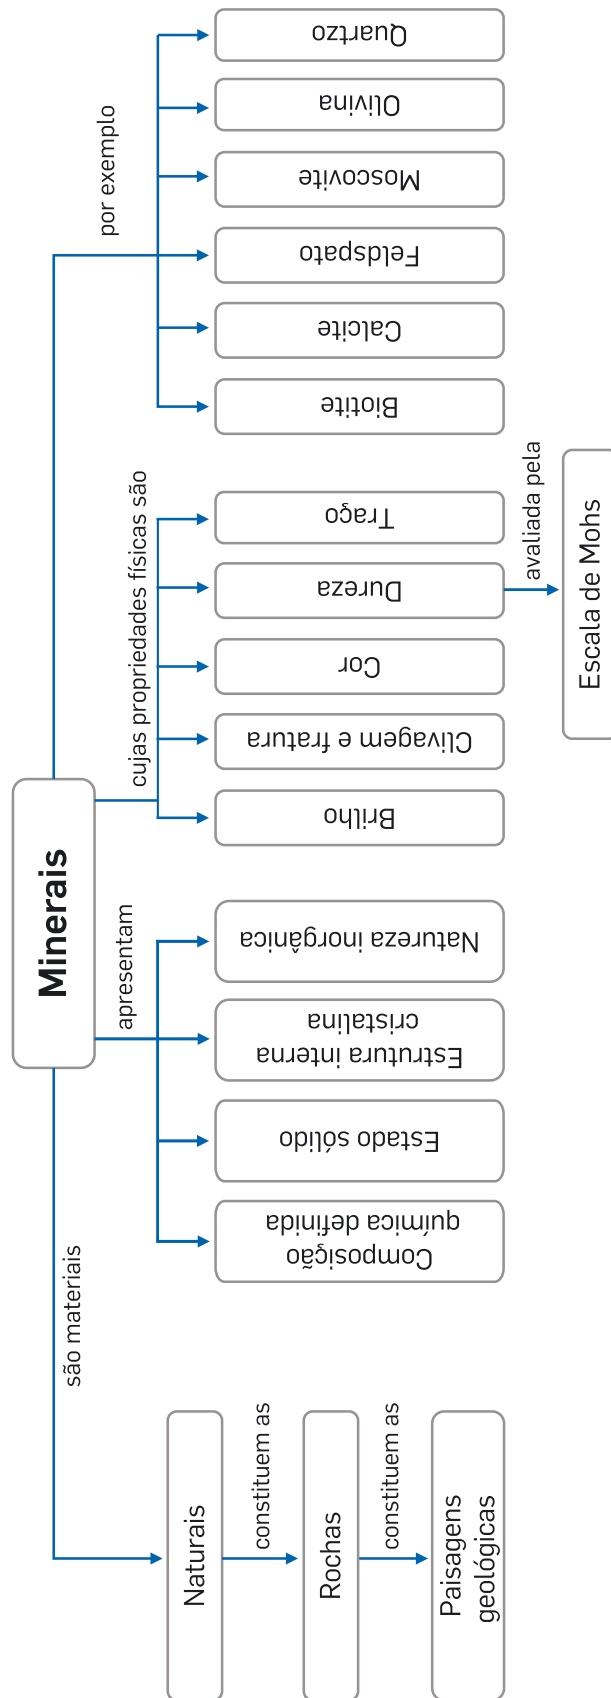 Minerais
são materiais
Naturais
constituem as
Rochas
constituem as
Paisagens
geológicas
apresentam
Composição
química definida
Estado sólido
Estrutura interna
cristalina
Natureza inorgânica
cujas propriedades físicas são
Brilho
Clivagem e fratura
Cor
Dureza
Traço
avaliada pela
Escala de Mohs
por exemplo
Biotite
Calcite
Feldspato
Moscovite
Olivina
Quartzo